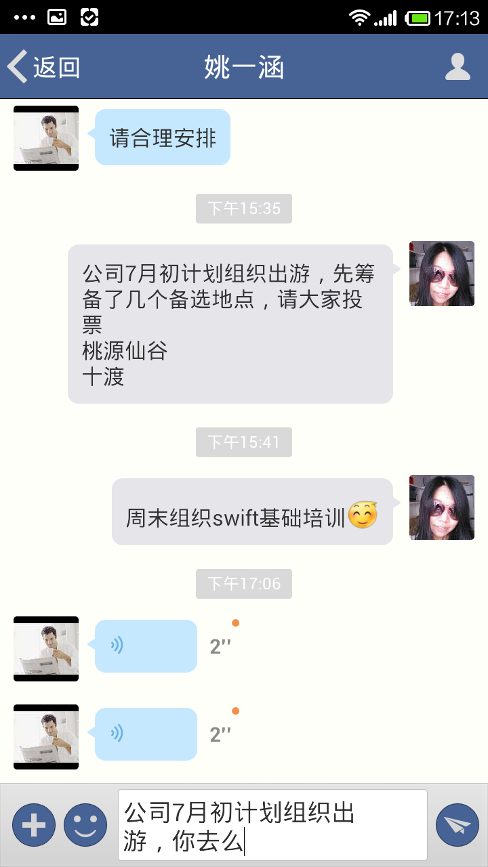 17:13
返回
姚一涵
请合理安排
下午15:35
公司7月初计划组织出游，先筹
备了几个备选地点，请大家投
票
桃源仙谷
十渡
下午15:41
周末组织swift基础培训😊
下午17:06
2''
2''
公司7月初计划组织出
游，你去么